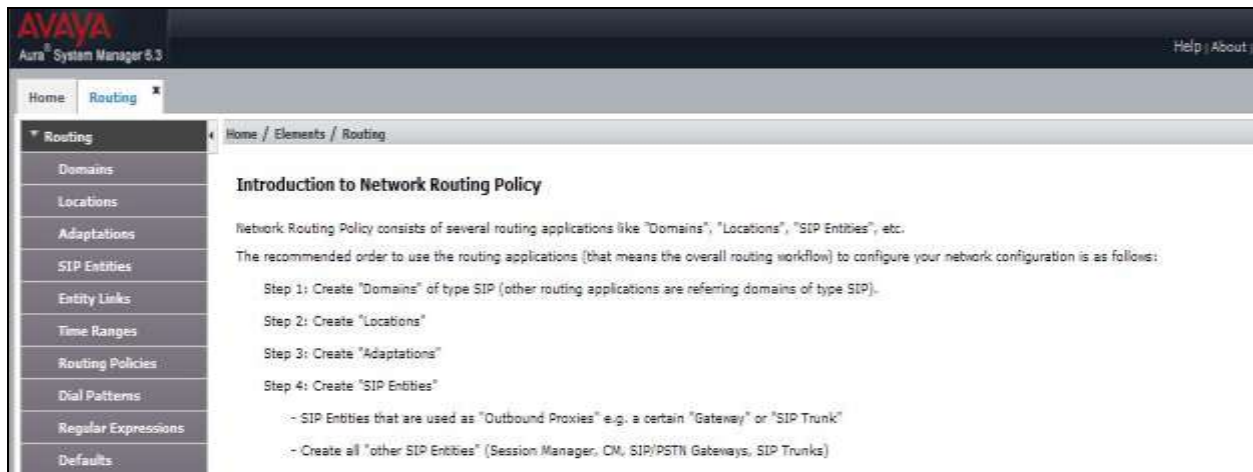 AVAYA
Aura® System Manager 6.3
Help | About |
Home Routing x
Routing
Domains
Locations
Adaptations
SIP Entities
Entity Links
Time Ranges
Routing Policies
Dial Patterns
Regular Expressions
Defaults
Home / Elements / Routing
Introduction to Network Routing Policy
Network Routing Policy consists of several routing applications like "Domains", "Locations", "SIP Entities", etc.
The recommended order to use the routing applications (that means the overall routing workflow) to configure your network configuration is as follows:
Step 1: Create "Domains" of type SIP (other routing applications are referring domains of type SIP).
Step 2: Create "Locations"
Step 3: Create "Adaptations"
Step 4: Create "SIP Entities"
- SIP Entities that are used as "Outbound Proxies" e.g. a certain "Gateway" or "SIP Trunk"
- Create all "other SIP Entities" (Session Manager, CM, SIP/PSTN Gateways, SIP Trunks)